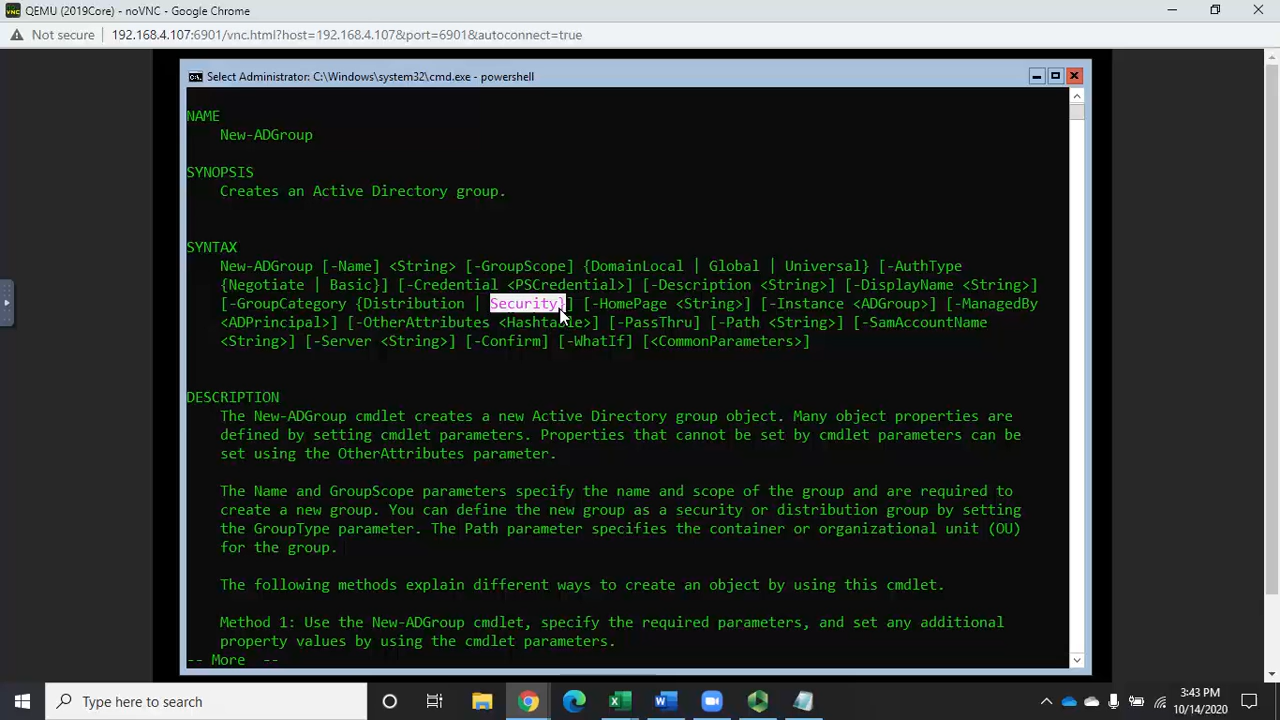 QEMU (2019Core) - noVNC - Google Chrome
Not secure 192.168.4.107:6901/vnc.html?host=192.168.4.107&port=6901&autoconnect=true
Select Administrator: C:\Windows\system32\cmd.exe - powershell
NAME
New-ADGroup
SYNOPSIS
Creates an Active Directory group.
SYNTAX
New-ADGroup [-Name] <String> [-GroupScope] {DomainLocal | Global | Universal} [-AuthType
{Negotiate | Basic}] [-Credential <PSCredential>] [-Description <String>] [-DisplayName <String>]
[-GroupCategory {Distribution | Security}] [-HomePage <String>] [-Instance <ADGroup>] [-ManagedBy
<ADPrincipal>] [-OtherAttributes <Hashtable>] [-PassThru] [-Path <String>] [-SamAccountName
<String>] [-Server <String>] [-Confirm] [-WhatIf] [<CommonParameters>]
DESCRIPTION
The New-ADGroup cmdlet creates a new Active Directory group object. Many object properties are
defined by setting cmdlet parameters. Properties that cannot be set by cmdlet parameters can be
set using the OtherAttributes parameter.
The Name and GroupScope parameters specify the name and scope of the group and are required to
create a new group. You can define the new group as a security or distribution group by setting
the GroupType parameter. The Path parameter specifies the container or organizational unit (OU)
for the group.
The following methods explain different ways to create an object by using this cmdlet.
Method 1: Use the New-ADGroup cmdlet, specify the required parameters, and set any additional
property values by using the cmdlet parameters.
-- More --
Type here to search
3:43 PM
10/14/2020